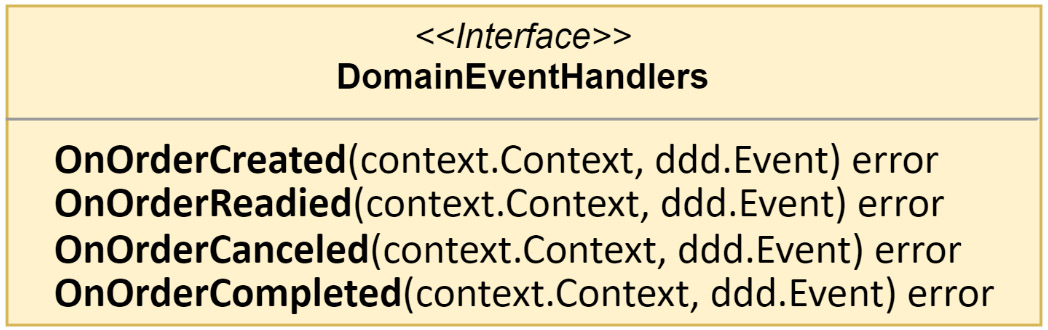 <<Interface>>
DomainEventHandlers
OnOrderCreated(context.Context, ddd.Event) error
OnOrderReadied(context.Context, ddd.Event) error
OnOrderCanceled(context.Context, ddd.Event) error
OnOrderCompleted(context.Context, ddd.Event) error